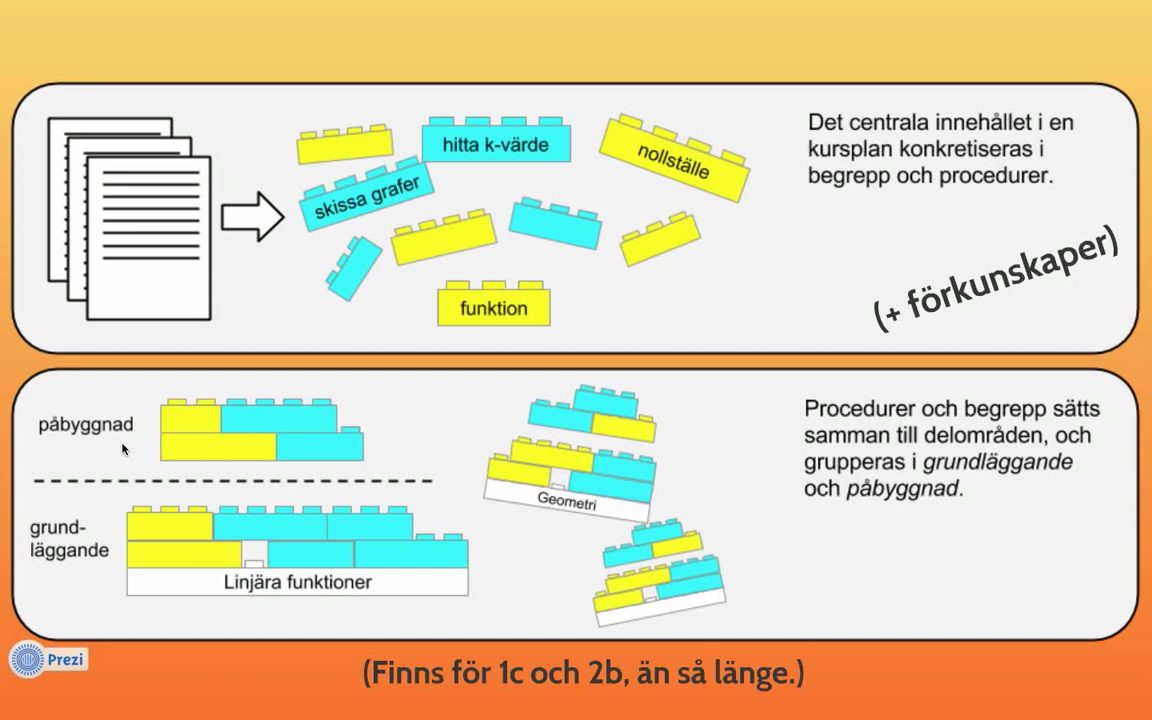 hitta k-värde
nollställe
skissa grafer
funktion
Det centrala innehållet i en
kursplan konkretiseras i
begrepp och procedurer.
(+ förkunskaper)
påbyggnad
grund-
läggande
Linjära funktioner
Geometri
Procedurer och begrepp sätts
samman till delområden, och
grupperas i grundläggande
och påbyggnad.
Prezi
(Finns för 1c och 2b, än så länge.)